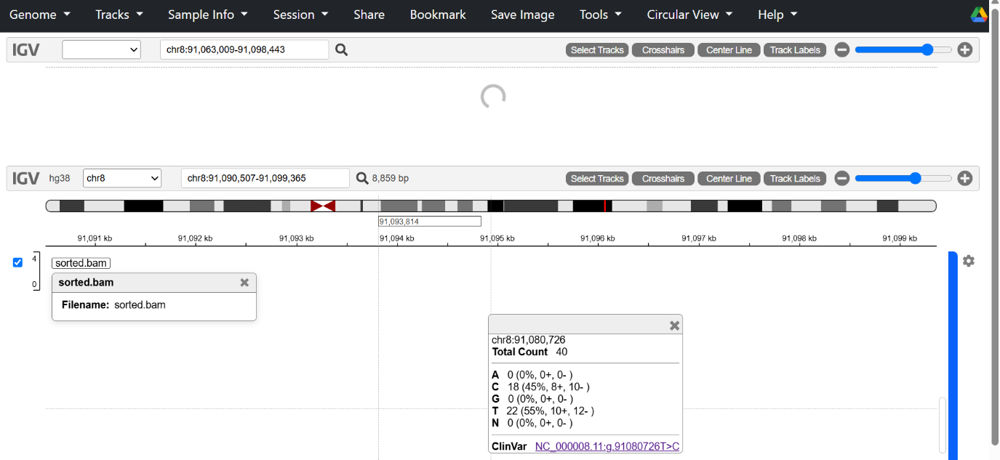 Genome Tracks Sample Info Session Share Bookmark Save Image Tools Circular View Help
IGV chr8:91,063,009-91,098,443 Select Tracks Crosshairs Center Line Track Labels
IGV hg38 chr8 chr8:91,090,507-91,099,365 8,859 bp Select Tracks Crosshairs Center Line Track Labels
91,093,814
91,091 kb 91,092 kb 91,093 kb 91,094 kb 91,095 kb 91,096 kb 91,097 kb 91,098 kb 91,099 kb
4 sorted.bam
0
sorted.bam
Filename: sorted.bam
chr8:91,080,726
Total Count 40
A 0 (0%, 0+, 0- )
C 18 (45%, 8+, 10- )
G 0 (0%, 0+, 0- )
T 22 (55%, 10+, 12- )
N 0 (0%, 0+, 0- )
ClinVar NC_000008.11:g.91080726T>C